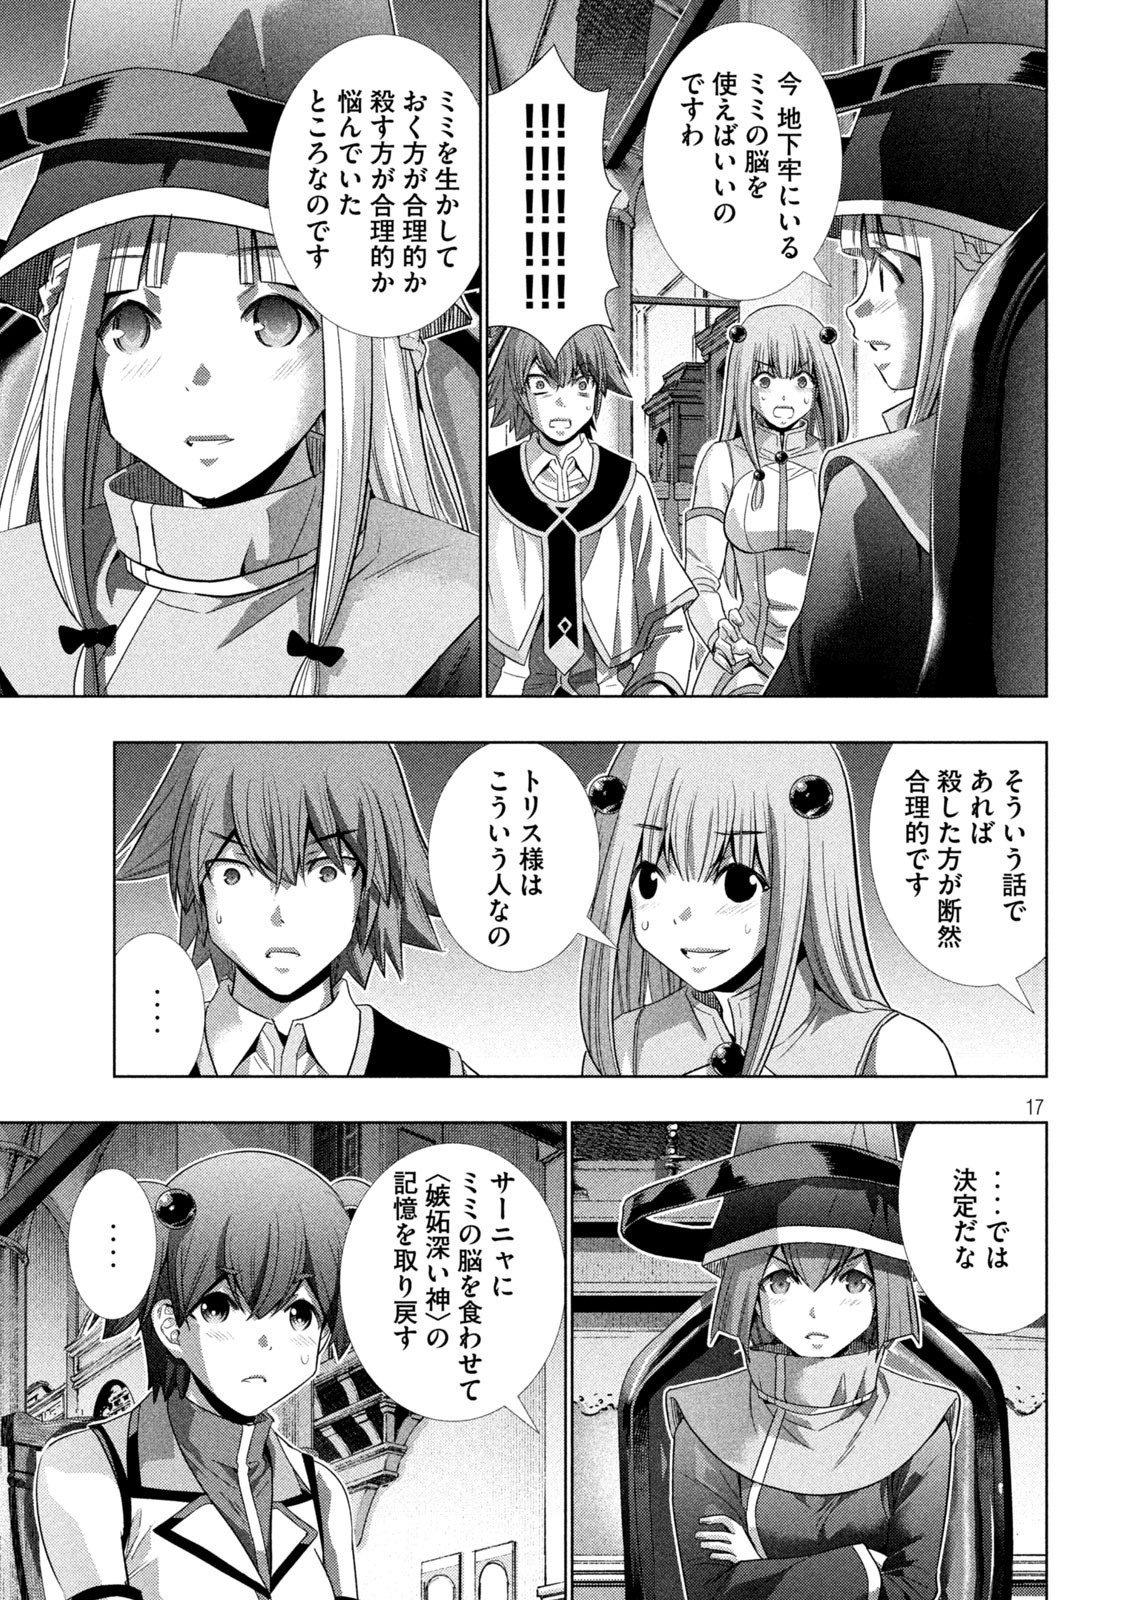 今 地下牢にいる
ミミの脳を
使えばいいの
ですわ
!!!!!!!!!!!!!!!
ミミを生かして
おく方が合理的か
殺す方が合理的か
悩んでいた
ところなのです
そういう話で
あれば
殺した方が断然
合理的です
トリス様は
こういう人なの
‥‥
17
‥‥では
決定だな
サーニャに
ミミの脳を食わせて
〈嫉妬深い神〉の
記憶を取り戻す
‥‥